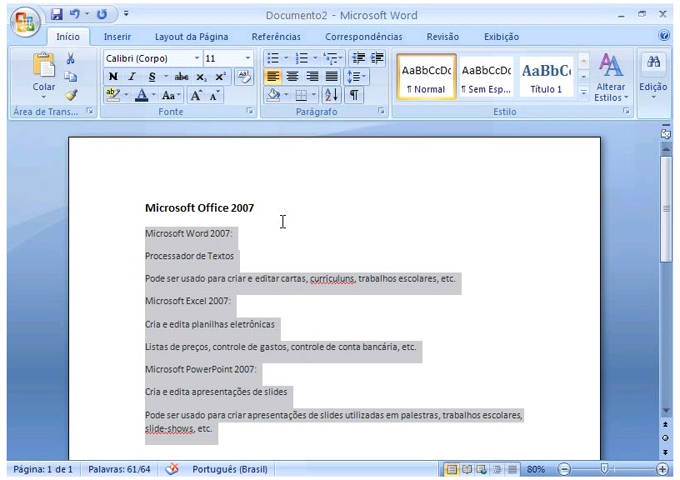 Documento2 - Microsoft Word
Início Inserir Layout da Página Referências Correspondências Revisão Exibição
Calibri (Corpo) 11
Colar
N I S abc x₂ x²
Aa A A
AaBbCcDc AaBbCcDc AaBbC
¶ Normal ¶ Sem Esp... Título 1
Alterar
Estilos
Edição
Área de Trans... Fonte Parágrafo Estilo
Microsoft Office 2007
Microsoft Word 2007:
Processador de Textos
Pode ser usado para criar e editar cartas, curriculuns, trabalhos escolares, etc.
Microsoft Excel 2007:
Cria e edita planilhas eletrônicas
Listas de preços, controle de gastos, controle de conta bancária, etc.
Microsoft PowerPoint 2007:
Cria e edita apresentações de slides
Pode ser usado para criar apresentações de slides utilizadas em palestras, trabalhos escolares,
slide-shows, etc.
Página: 1 de 1 Palavras: 61/64 Português (Brasil) 80%